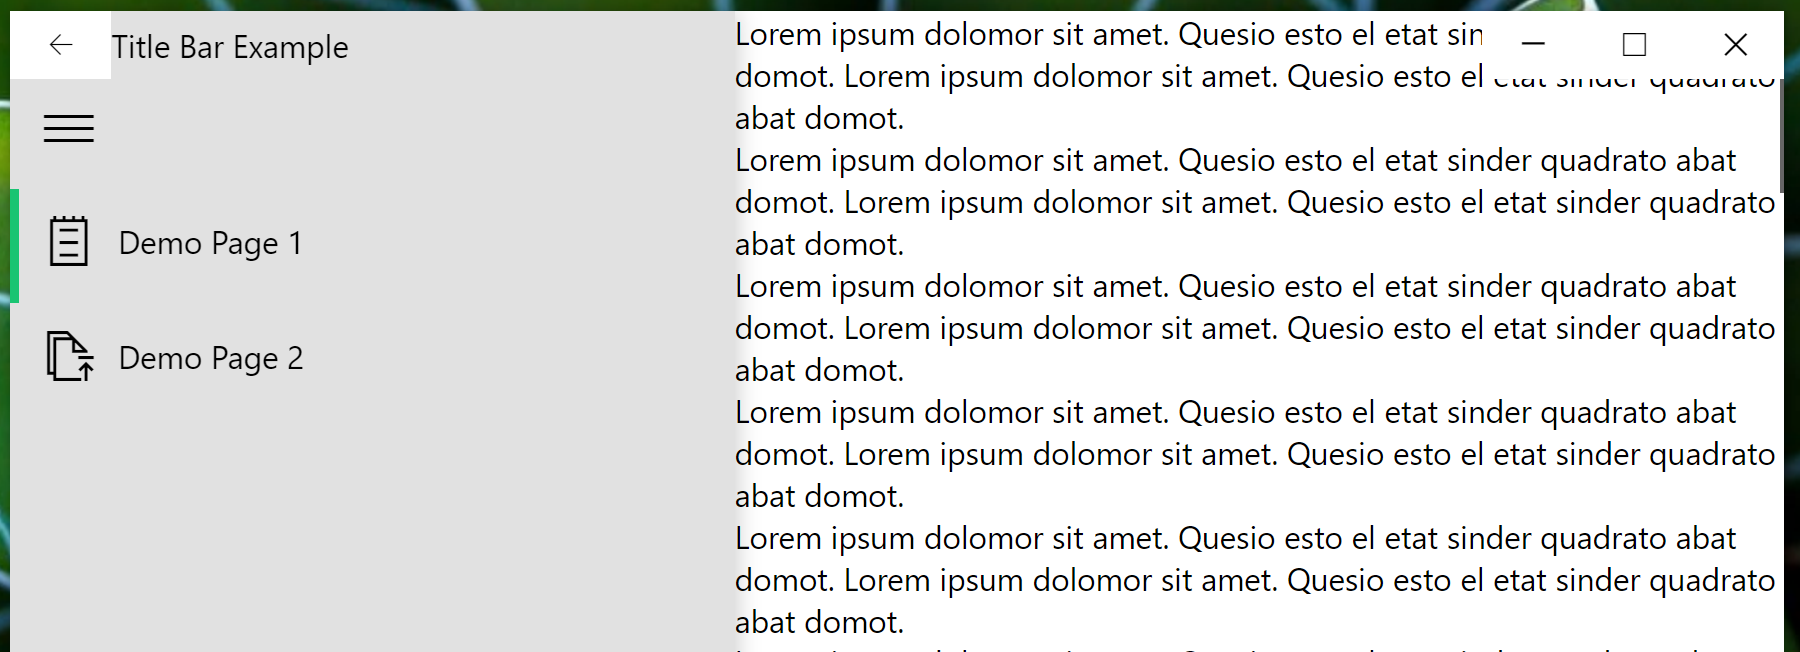 Title Bar Example
Demo Page 1
Demo Page 2
Lorem ipsum dolomor sit amet. Quesio esto el etat
domot. Lorem ipsum dolomor sit amet. Quesio esto el etat sinder quadrato
abat domot.
Lorem ipsum dolomor sit amet. Quesio esto el etat sinder quadrato abat
domot. Lorem ipsum dolomor sit amet. Quesio esto el etat sinder quadrato
abat domot.
Lorem ipsum dolomor sit amet. Quesio esto el etat sinder quadrato abat
domot. Lorem ipsum dolomor sit amet. Quesio esto el etat sinder quadrato
abat domot.
Lorem ipsum dolomor sit amet. Quesio esto el etat sinder quadrato abat
domot. Lorem ipsum dolomor sit amet. Quesio esto el etat sinder quadrato
abat domot.
Lorem ipsum dolomor sit amet. Quesio esto el etat sinder quadrato abat
domot. Lorem ipsum dolomor sit amet. Quesio esto el etat sinder quadrato
abat domot.